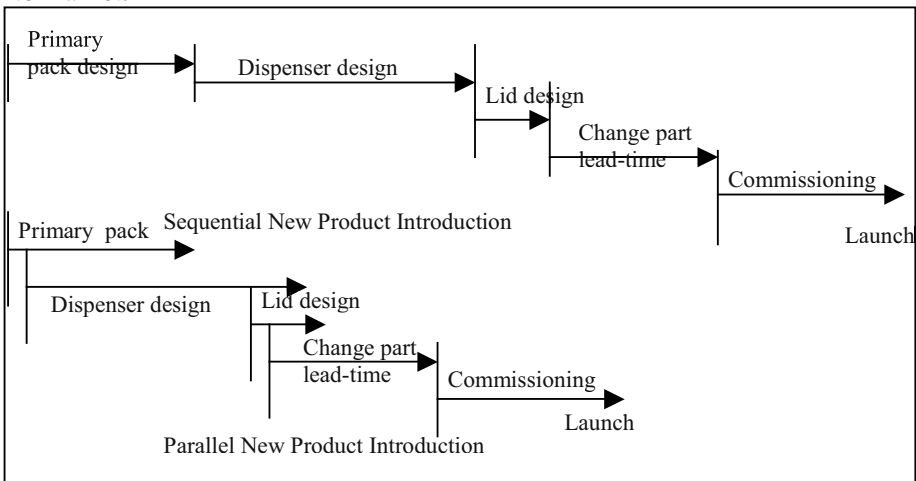 Primary
pack design
Dispenser design
Lid design
Change part
lead-time
Commissioning
Launch
Sequential New Product Introduction
Primary pack
Dispenser design
Lid design
Change part
lead-time
Commissioning
Launch
Parallel New Product Introduction